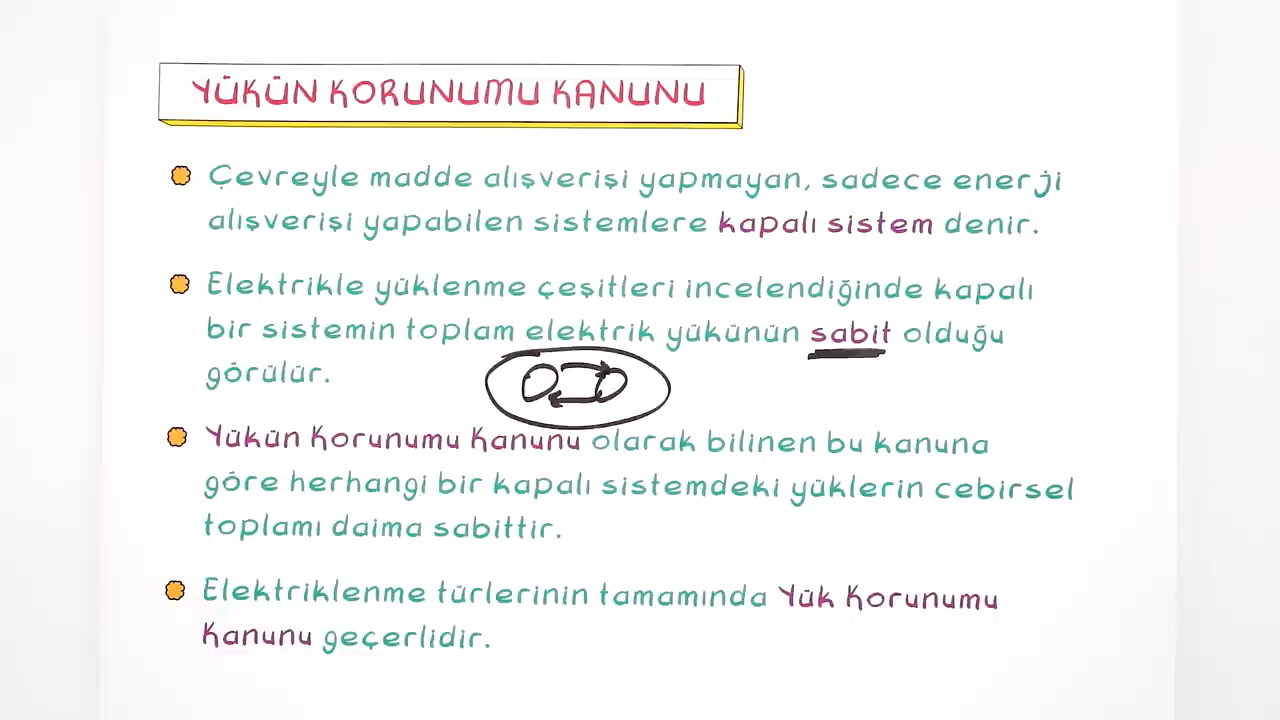 YÜKÜN KORUNUMU KANUNU
Çevreyle madde alışverişi yapmayan, sadece enerji
alışverişi yapabilen sistemlere kapalı sistem denir.
Elektrikle yüklenme çeşitleri incelendiğinde kapalı
bir sistemin toplam elektrik yükünün sabit olduğu
görülür.
Yükün Korunumu Kanunu olarak bilinen bu kanuna
göre herhangi bir kapalı sistemdeki yüklerin cebirsel
toplamı daima sabittir.
Elektriklenme türlerinin tamamında Yük Korunumu
Kanunu geçerlidir.